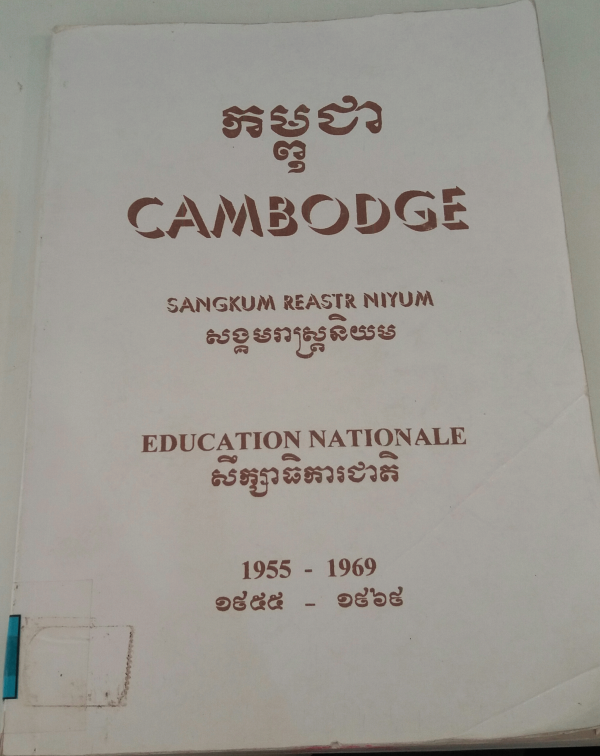 កម្ពុជា
CAMBODGE
SANGKUM REASTR NIYUM
សង្គមរាស្ត្រនិយម
EDUCATION NATIONALE
សិក្សាធិការជាតិ
1955 - 1969
១៩៥៥ - ១៩៦៩